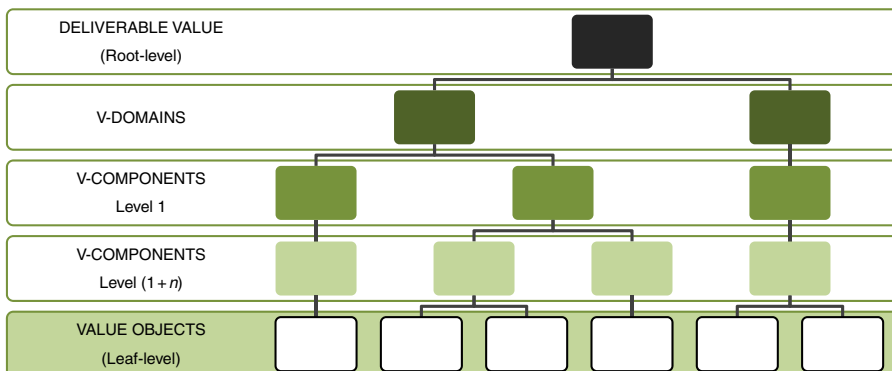 DELIVERABLE VALUE
(Root-level)
V-DOMAINS
V-COMPONENTS
Level 1
V-COMPONENTS
Level (1 + n)
VALUE OBJECTS
(Leaf-level)